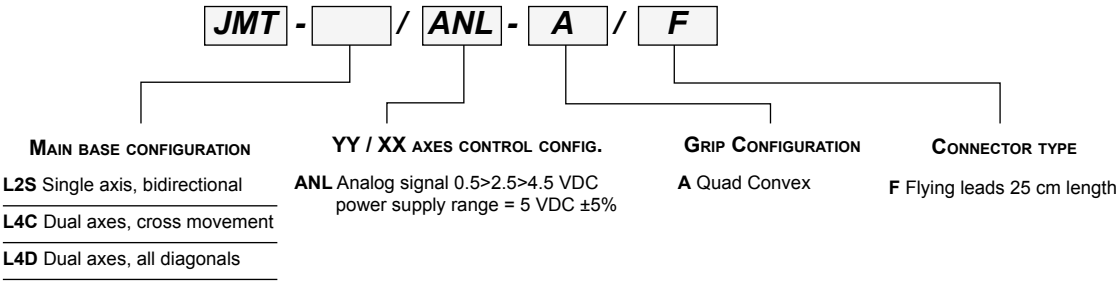 JMT - / ANL - A / F
MAIN BASE CONFIGURATION
L2S Single axis, bidirectional
L4C Dual axes, cross movement
L4D Dual axes, all diagonals
YY / XX AXES CONTROL CONFIG.
ANL Analog signal 0.5>2.5>4.5 VDC
power supply range = 5 VDC ±5%
GRIP CONFIGURATION
A Quad Convex
CONNECTOR TYPE
F Flying leads 25 cm length